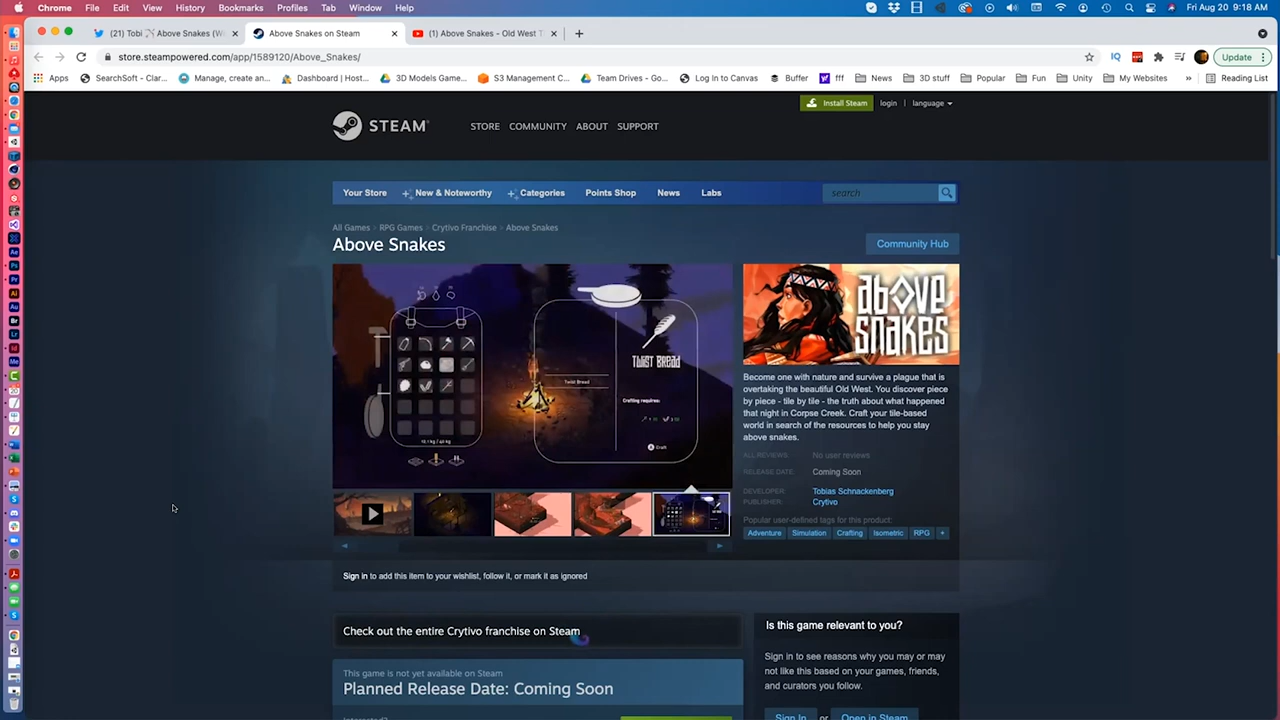 Chrome File Edit View History Bookmarks Profiles Tab Window Help Fri Aug 20 9:18 AM
(21) Tobi Above Snakes (W Above Snakes on Steam (1) Above Snakes - Old West T
store.steampowered.com/app/1589120/Above_Snakes/ Update
Apps SearchSoft - Clar... Manage, create an... Dashboard | Host... 3D Models Game... S3 Management C... Team Drives - Go... Log In to Canvas Buffer fff News 3D stuff Popular Fun Unity My Websites » Reading List
Install Steam login | language
STEAM® STORE COMMUNITY ABOUT SUPPORT
Your Store New & Noteworthy Categories Points Shop News Labs search
All Games > RPG Games > Crytivo Franchise > Above Snakes
Above Snakes
Community Hub
above
snakes
TWIST BREAD
Twist Bread
Crafting requires:
Craft
Become one with nature and survive a plague that is
overtaking the beautiful Old West. You discover piece
by piece - tile by tile - the truth about what happened
that night in Corpse Creek. Craft your tile-based
world in search of the resources to help you stay
above snakes.
ALL REVIEWS: No user reviews
RELEASE DATE: Coming Soon
DEVELOPER: Tobias Schnackenberg
PUBLISHER: Crytivo
Popular user-defined tags for this product:
Adventure Simulation Crafting Isometric RPG +
Sign in to add this item to your wishlist, follow it, or mark it as ignored
Check out the entire Crytivo franchise on Steam
This game is not yet available on Steam
Planned Release Date: Coming Soon
Is this game relevant to you?
Sign in to see reasons why you may or may
not like this based on your games, friends,
and curators you follow.
Sign In or Open in Steam